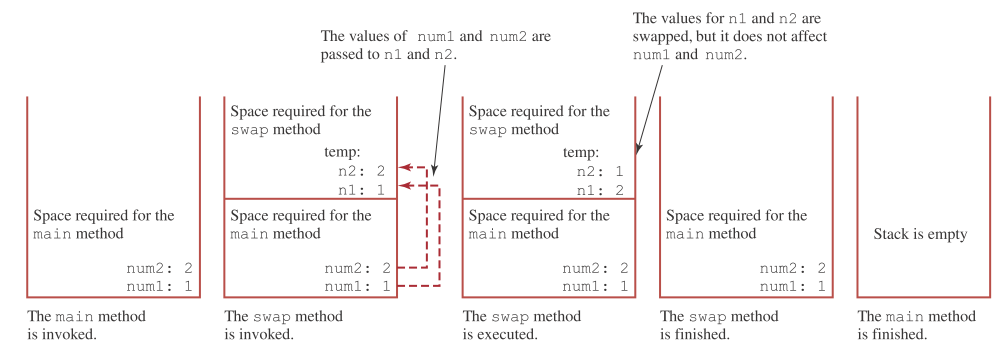 The values of num1 and num2 are
passed to n1 and n2.
The values for n1 and n2 are
swapped, but it does not affect
num1 and num2.
Space required for the
main method
num2: 2
num1: 1
The main method
is invoked.
Space required for the
swap method
temp:
n2: 2
n1: 1
Space required for the
main method
num2: 2
num1: 1
The swap method
is invoked.
Space required for the
swap method
temp:
n2: 1
n1: 2
Space required for the
main method
num2: 2
num1: 1
The swap method
is executed.
Space required for the
main method
num2: 2
num1: 1
The swap method
is finished.
Stack is empty
The main method
is finished.